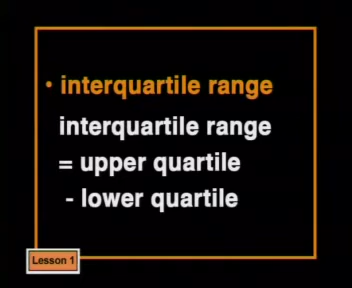 • interquartile range
interquartile range
= upper quartile
- lower quartile
Lesson 1